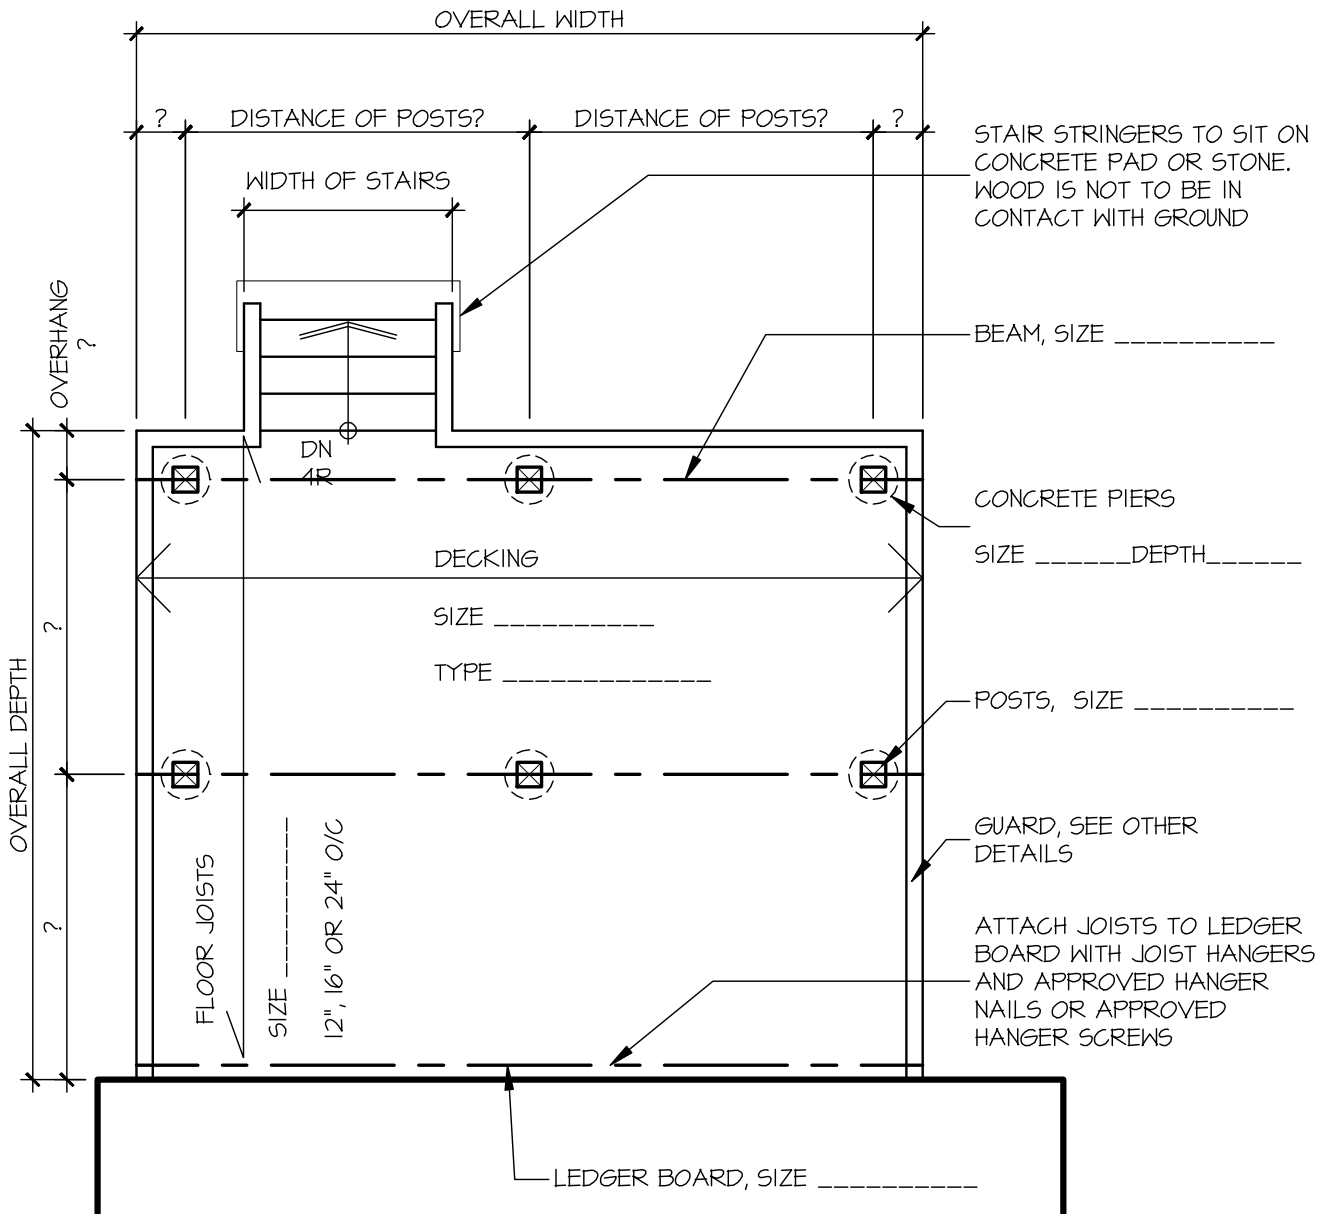 OVERALL WIDTH
?
DISTANCE OF POSTS?
DISTANCE OF POSTS?
?
WIDTH OF STAIRS
STAIR STRINGERS TO SIT ON
CONCRETE PAD OR STONE.
WOOD IS NOT TO BE IN
CONTACT WITH GROUND
OVERHANG
?
BEAM, SIZE __________
DN
4R
CONCRETE PIERS
SIZE ______DEPTH______
DECKING
SIZE __________
TYPE _____________
?
OVERALL DEPTH
POSTS, SIZE __________
GUARD, SEE OTHER
DETAILS
?
FLOOR JOISTS
SIZE __________
12", 16" OR 24" O/C
ATTACH JOISTS TO LEDGER
BOARD WITH JOIST HANGERS
AND APPROVED HANGER
NAILS OR APPROVED
HANGER SCREWS
LEDGER BOARD, SIZE __________